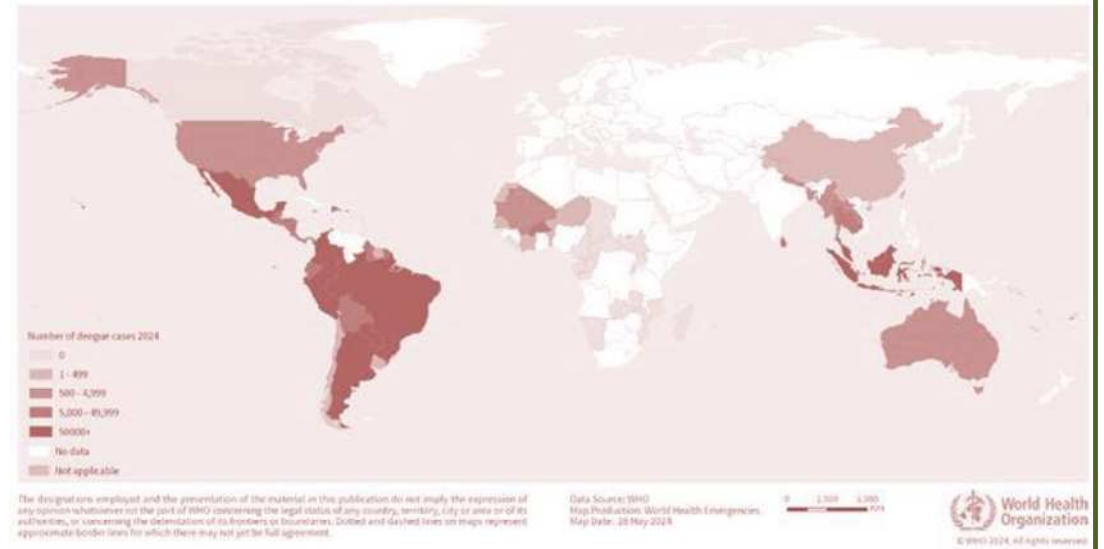 Number of dengue cases 2024
0
1 - 499
500 - 4,999
5,000 - 49,999
50000+
No data
Not applicable
The designations employed and the presentation of the material in this publication do not imply the expression of
any opinion whatsoever on the part of WHO concerning the legal status of any country, territory, city or area or of its
authorities, or concerning the delimitation of its frontiers or boundaries. Dotted and dashed lines on maps represent
approximate border lines for which there may not yet be full agreement.
Data Source: WHO
Map Production: World Health Emergencies
Map Date: 28 May 2024
0
World Health
Organization
© WHO 2024, All rights reserved.